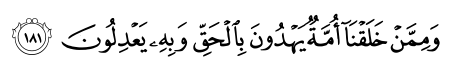 وَمِمَّنْ خَلَقْنَآ أُمَّةٌ يَهْدُونَ بِٱلْحَقِّ وَبِهِۦ يَعْدِلُونَ ١٨١